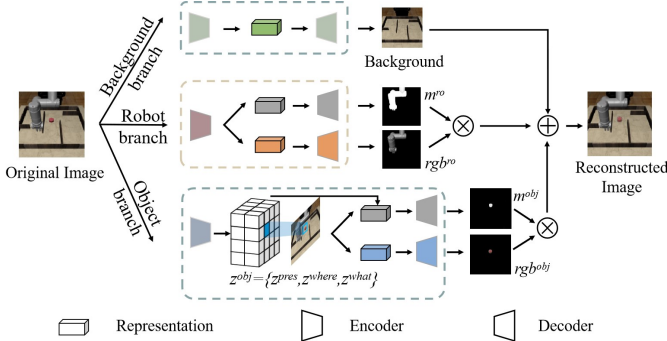 Background
branch
Background
Original Image
Robot
branch
m^ro
rgb^ro
Reconstructed
Image
Object
branch
z^obj={z^pres,z^where,z^what}
m^obj
rgb^obj
Representation
Encoder
Decoder